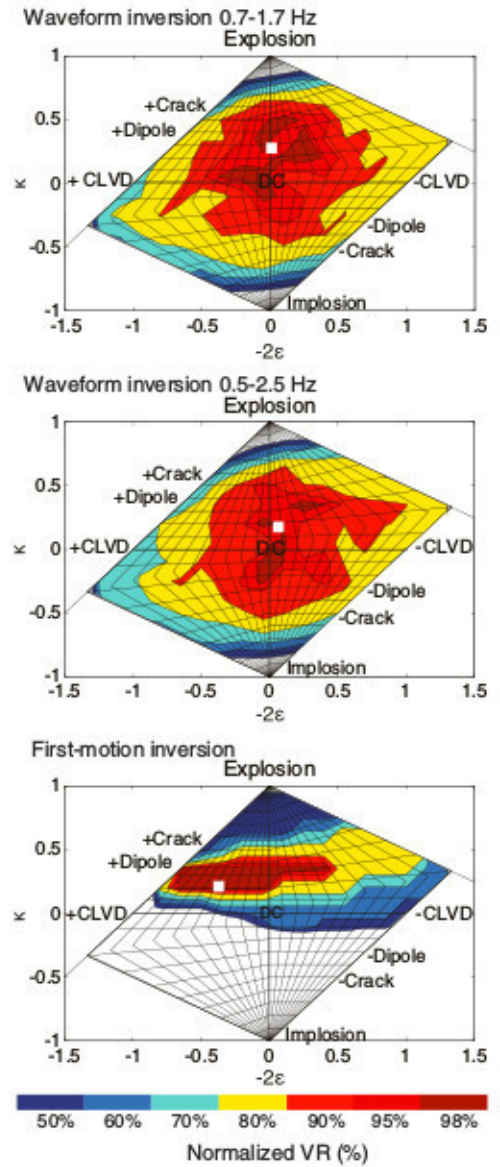 Waveform inversion 0.7-1.7 Hz
Explosion
1
+Crack
0.5
+Dipole
κ
0
+ CLVD
DC
-CLVD
-Dipole
-0.5
-Crack
Implosion
-1
-1.5 -1 -0.5 0 0.5 1 1.5
-2ε
Waveform inversion 0.5-2.5 Hz
Explosion
1
+Crack
0.5
+Dipole
κ
0
+CLVD
DC
-CLVD
-Dipole
-0.5
-Crack
Implosion
-1
-1.5 -1 -0.5 0 0.5 1 1.5
-2ε
First-motion inversion
Explosion
1
+Crack
0.5
+Dipole
κ
0
+CLVD
DC
-CLVD
-Dipole
-0.5
-Crack
Implosion
-1
-1.5 -1 -0.5 0 0.5 1 1.5
-2ε
50% 60% 70% 80% 90% 95% 98%
Normalized VR (%)